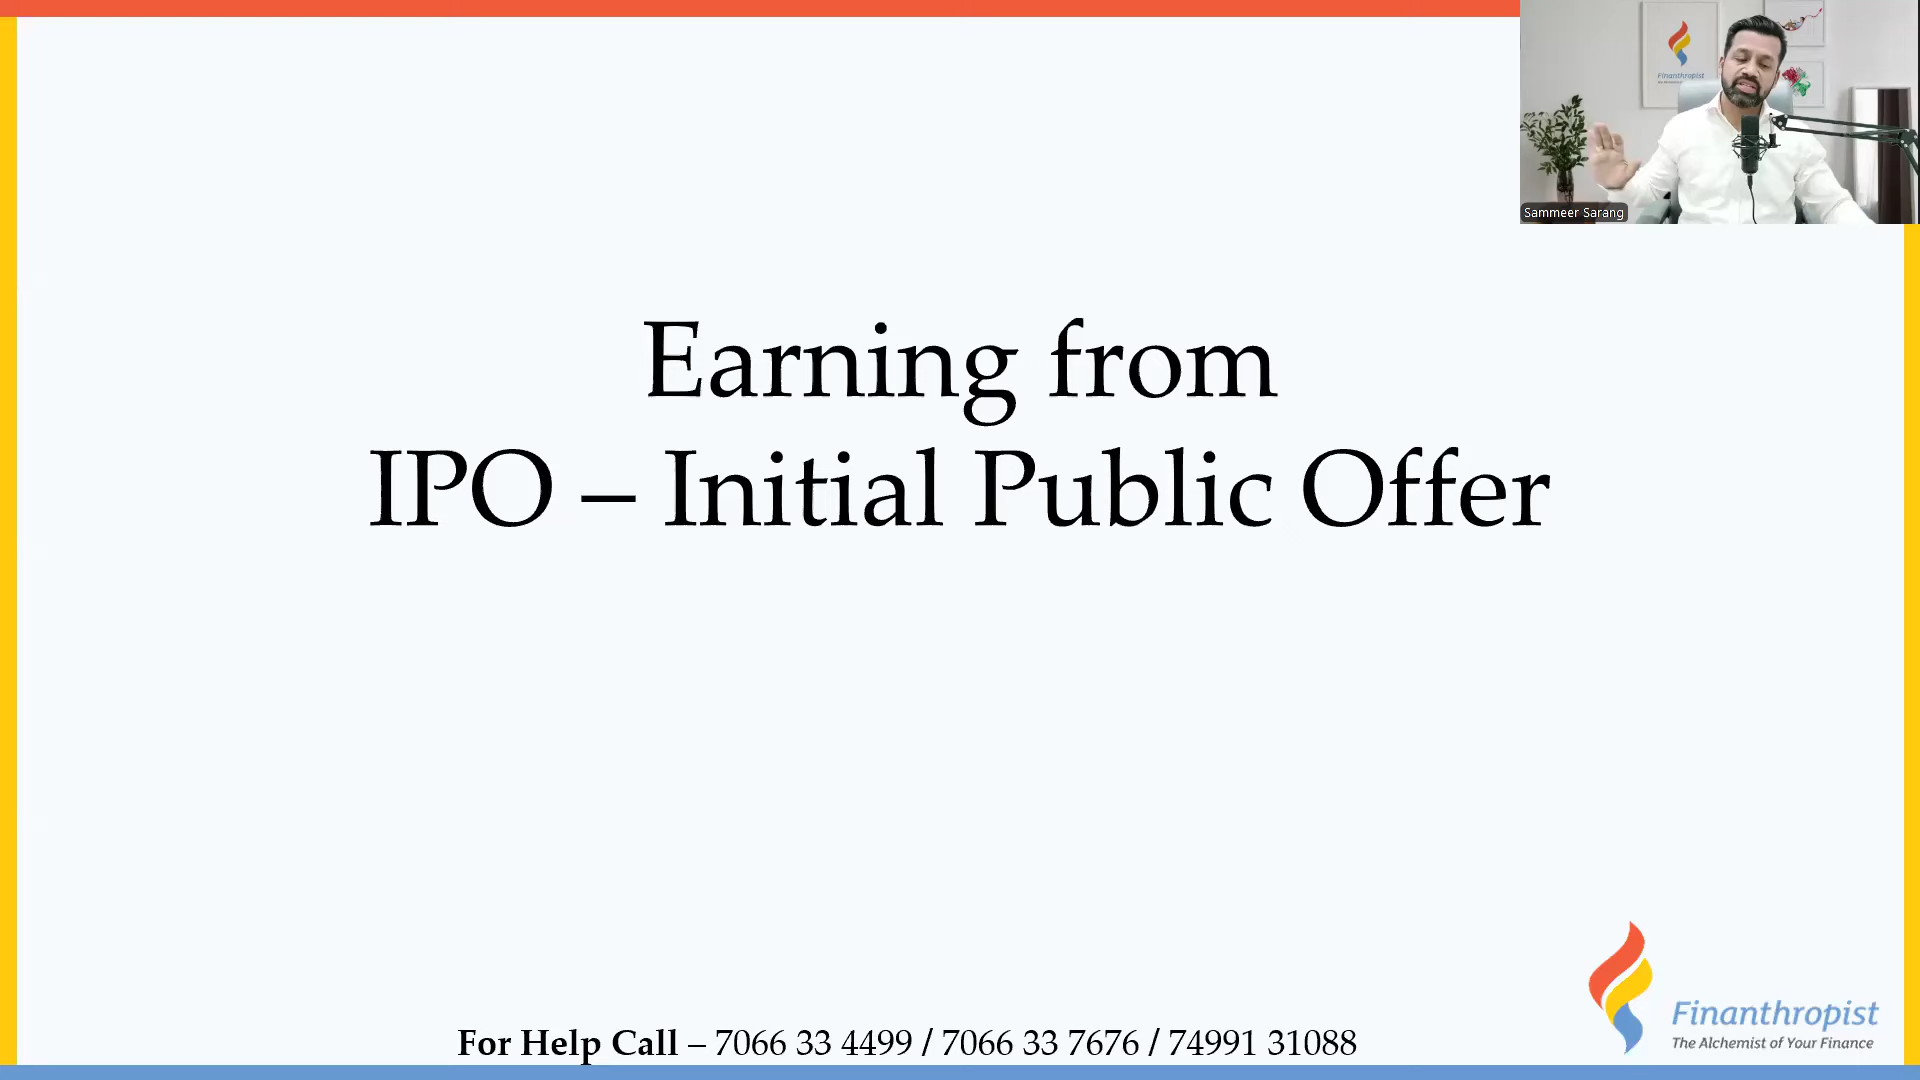 Finanthropist
Sammeer Sarang
Earning from
IPO – Initial Public Offer
For Help Call – 7066 33 4499 / 7066 33 7676 / 74991 31088
Finanthropist
The Alchemist of Your Finance